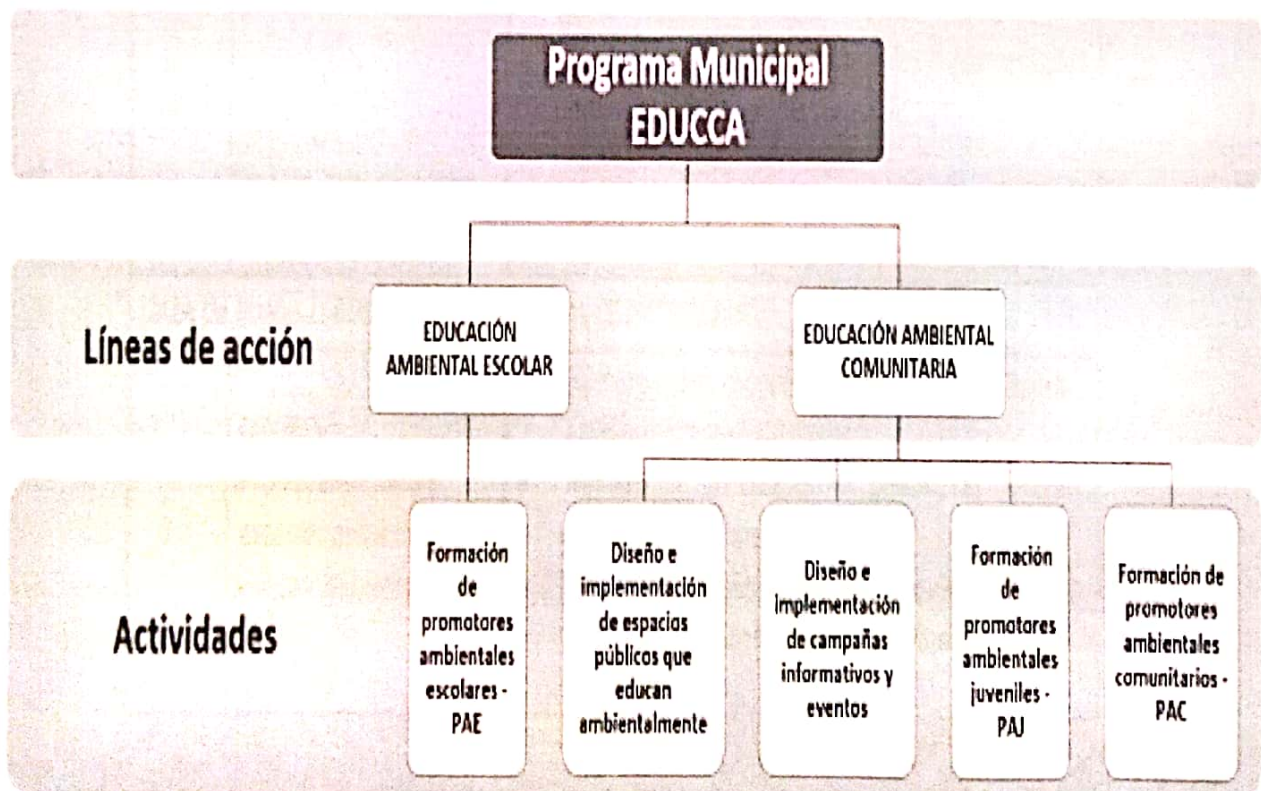 Programa Municipal
EDUCCA
Líneas de acción
EDUCACIÓN
AMBIENTAL ESCOLAR
EDUCACIÓN AMBIENTAL
COMUNITARIA
Actividades
Formación
de
promotores
ambientales
escolares -
PAE
Diseño e
implementación
de espacios
públicos que
educan
ambientalmente
Diseño e
implementación
de campañas
informativos y
eventos
Formación
de
promotores
ambientales
juveniles -
PAJ
Formación de
promotores
ambientales
comunitarios -
PAC